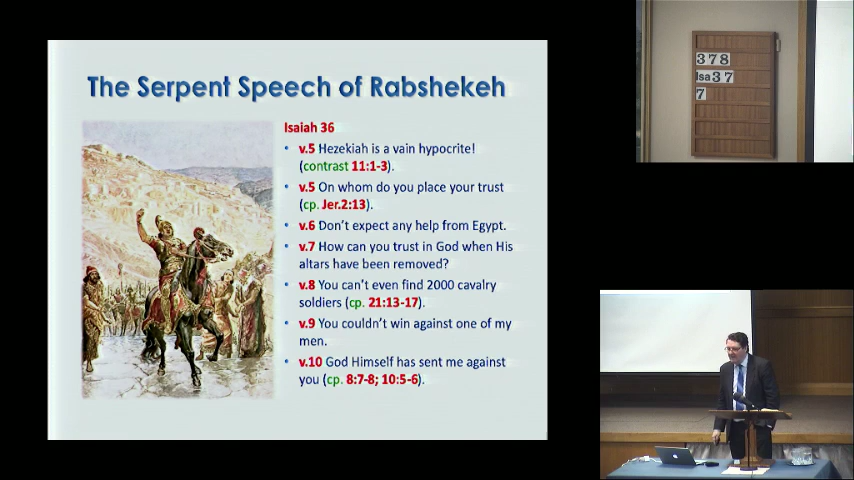 The Serpent Speech of Rabshekeh
Isaiah 36
• v.5 Hezekiah is a vain hypocrite!
(contrast 11:1-3).
• v.5 On whom do you place your trust
(cp. Jer.2:13).
• v.6 Don't expect any help from Egypt.
• v.7 How can you trust in God when His
altars have been removed?
• v.8 You can't even find 2000 cavalry
soldiers (cp. 21:13-17).
• v.9 You couldn't win against one of my
men.
• v.10 God Himself has sent me against
you (cp. 8:7-8; 10:5-6).
378
Isa 37
7